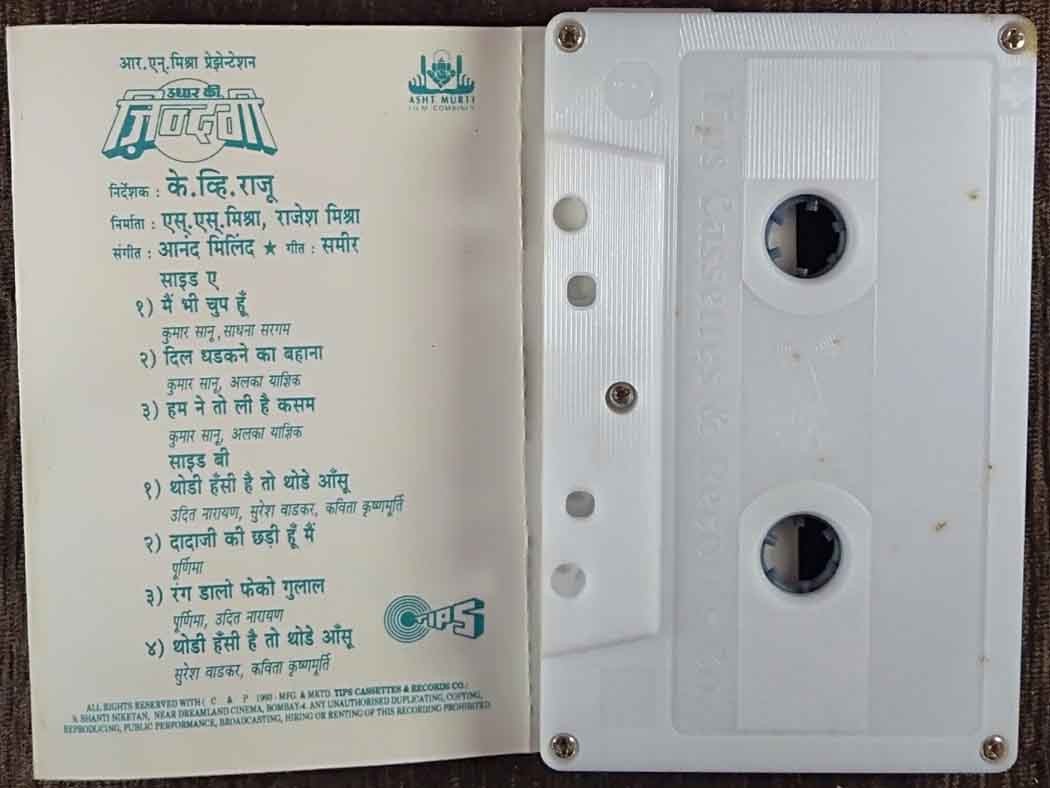 आर.एन्.मिश्रा प्रेझेन्टेशन
उधार की
ज़िन्दगी
ASHT MURTI
FILM COMBINES
निर्देशक : के.व्हि.राजू
निर्माता : एस्.एस्.मिश्रा, राजेश मिश्रा
संगीत : आनंद मिलिंद ★ गीत : समीर
साइड ए
१) मैं भी चुप हूँ
कुमार सानू, साधना सरगम
२) दिल धडकने का बहाना
कुमार सानू, अलका याज्ञिक
३) हम ने तो ली है कसम
कुमार सानू, अलका याज्ञिक
साइड बी
१) थोडी हँसी है तो थोडे आँसू
उदित नारायण, सुरेश वाडकर, कविता कृष्णमूर्ति
२) दादाजी की छड़ी हूँ मैं
पूर्णिमा
३) रंग डालो फेको गुलाल
पूर्णिमा, उदित नारायण
४) थोडी हँसी है तो थोडे आँसू
सुरेश वाडकर, कविता कृष्णमूर्ति
TIPS
ALL RIGHTS RESERVED WITH ( C & P 1993 - MFG. & MKTD. TIPS CASSETTES & RECORDS CO.:
9, SHANTI NIKETAN, NEAR DREAMLAND CINEMA, BOMBAY-4. ANY UNAUTHORISED DUPLICATING, COPYING,
REPRODUCING, PUBLIC PERFORMANCE, BROADCASTING, HIRING OR RENTING OF THIS RECORDING PROHIBITED
Tips Cassettes & Records